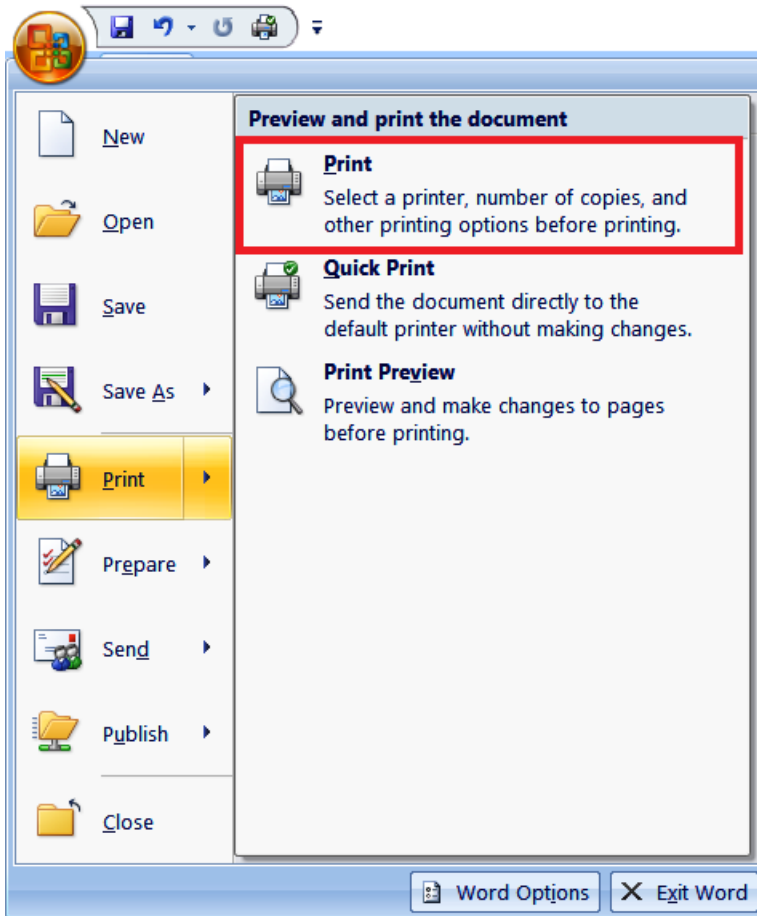 New
Open
Save
Save As
Print
Prepare
Send
Publish
Close
Preview and print the document
Print
Select a printer, number of copies, and
other printing options before printing.
Quick Print
Send the document directly to the
default printer without making changes.
Print Preview
Preview and make changes to pages
before printing.
Word Options
Exit Word